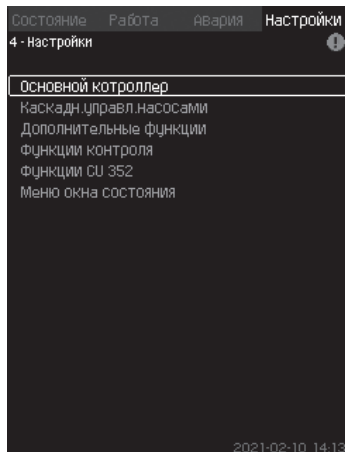 Состояние Работа Авария Настройки
4 - Настройки
Основной котроллер
Каскадн.управл.насосами
Дополнительные функции
Функции контроля
Функции CU 352
Меню окна состояния
2021-02-10 14:13